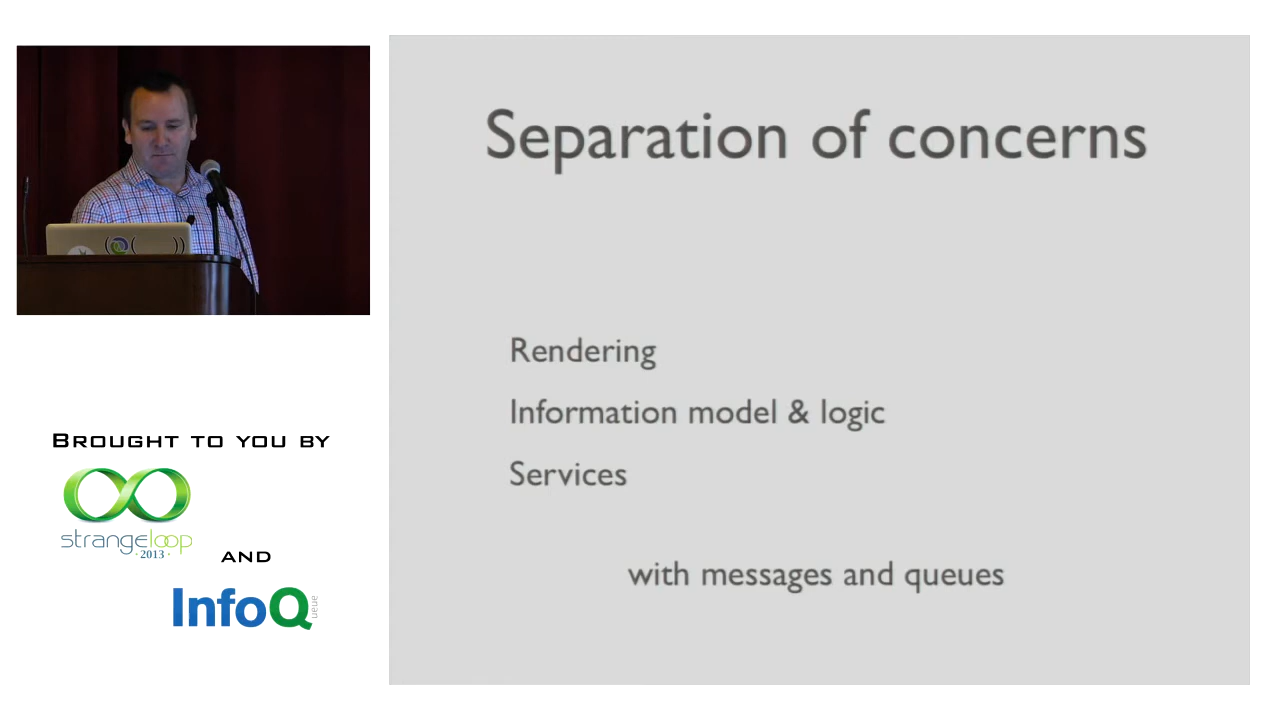 Separation of concerns
Rendering
Information model & logic
Services
with messages and queues
BROUGHT TO YOU BY
strangeloop
· 2013 ·
AND
InfoQ
ueue